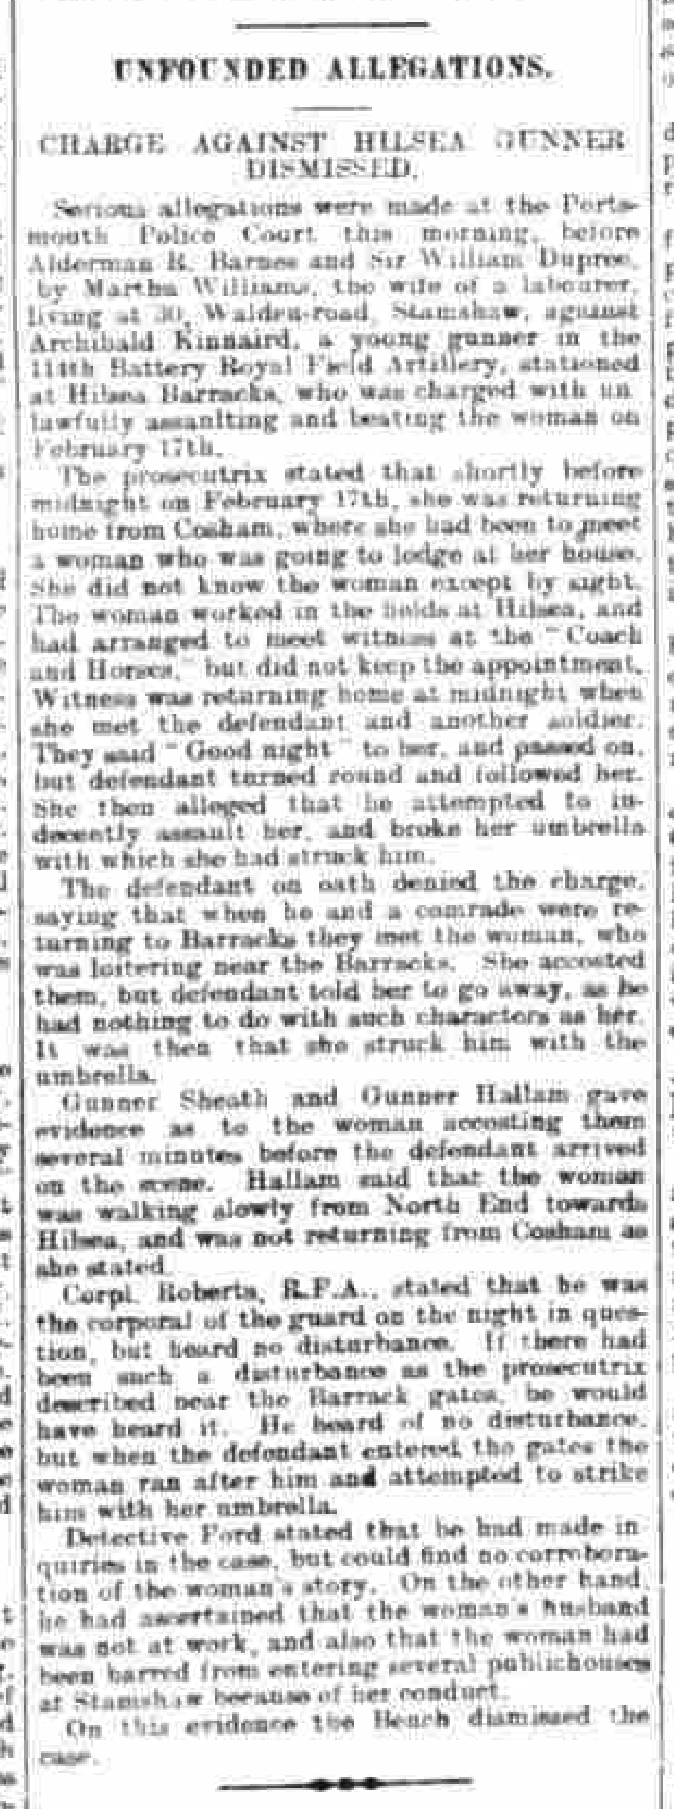 UNFOUNDED ALLEGATIONS.
CHARGE AGAINST HILSEA GUNNER
DISMISSED.
Serious allegations were made at the Ports-
mouth Police Court this morning, before
Alderman R. Barnes and Sir William Dupree,
by Martha Williams, the wife of a labourer,
living at 30, Walden-road, Stamshaw, against
Archibald Kinnaird, a young gunner in the
114th Battery Royal Field Artillery, stationed
at Hilsea Barracks, who was charged with un
lawfully assaulting and beating the woman on
February 17th.
The prosecutrix stated that shortly before
midnight on February 17th, she was returning
home from Cosham, where she had been to meet
a woman who was going to lodge at her house.
She did not know the woman except by sight.
The woman worked in the fields at Hilsea, and
had arranged to meet witness at the "Coach
and Horses," but did not keep the appointment.
Witness was returning home at midnight when
she met the defendant and another soldier.
They said "Good night" to her, and passed on,
but defendant turned round and followed her.
She then alleged that he attempted to in-
decently assault her, and broke her umbrella
with which she had struck him.
The defendant on oath denied the charge,
saying that when he and a comrade were re-
turning to Barracks they met the woman, who
was loitering near the Barracks. She accosted
them, but defendant told her to go away, as he
had nothing to do with such charactors as her.
It was then that she struck him with the
umbrella.
Gunner Sheath and Gunner Hallam gave
evidence as to the woman accosting them
several minutes before the defendant arrived
on the scene. Hallam said that the woman
was walking slowly from North End towards
Hilsea, and was not returning from Cosham as
she stated
Corpl. Roberts, R.F.A., stated that he was
the corporal of the guard on the night in ques-
tion, but heard no disturbance. If there had
been such a disturbance as the prosecutrix
described near the Barrack gates, he would
have heard it. He heard of no disturbance,
but when the defendant entered the gates the
woman ran after him and attempted to strike
him with her umbrella.
Detective Ford stated that he had made in
quiries in the case, but could find no corrobora-
tion of the woman's story. On the other hand,
he had ascertained that the woman's husband
was not at work, and also that the woman had
been barred from entering several publichouses
at Stamshaw because of her conduct.
On this evidence the Bench dismissed the
case.